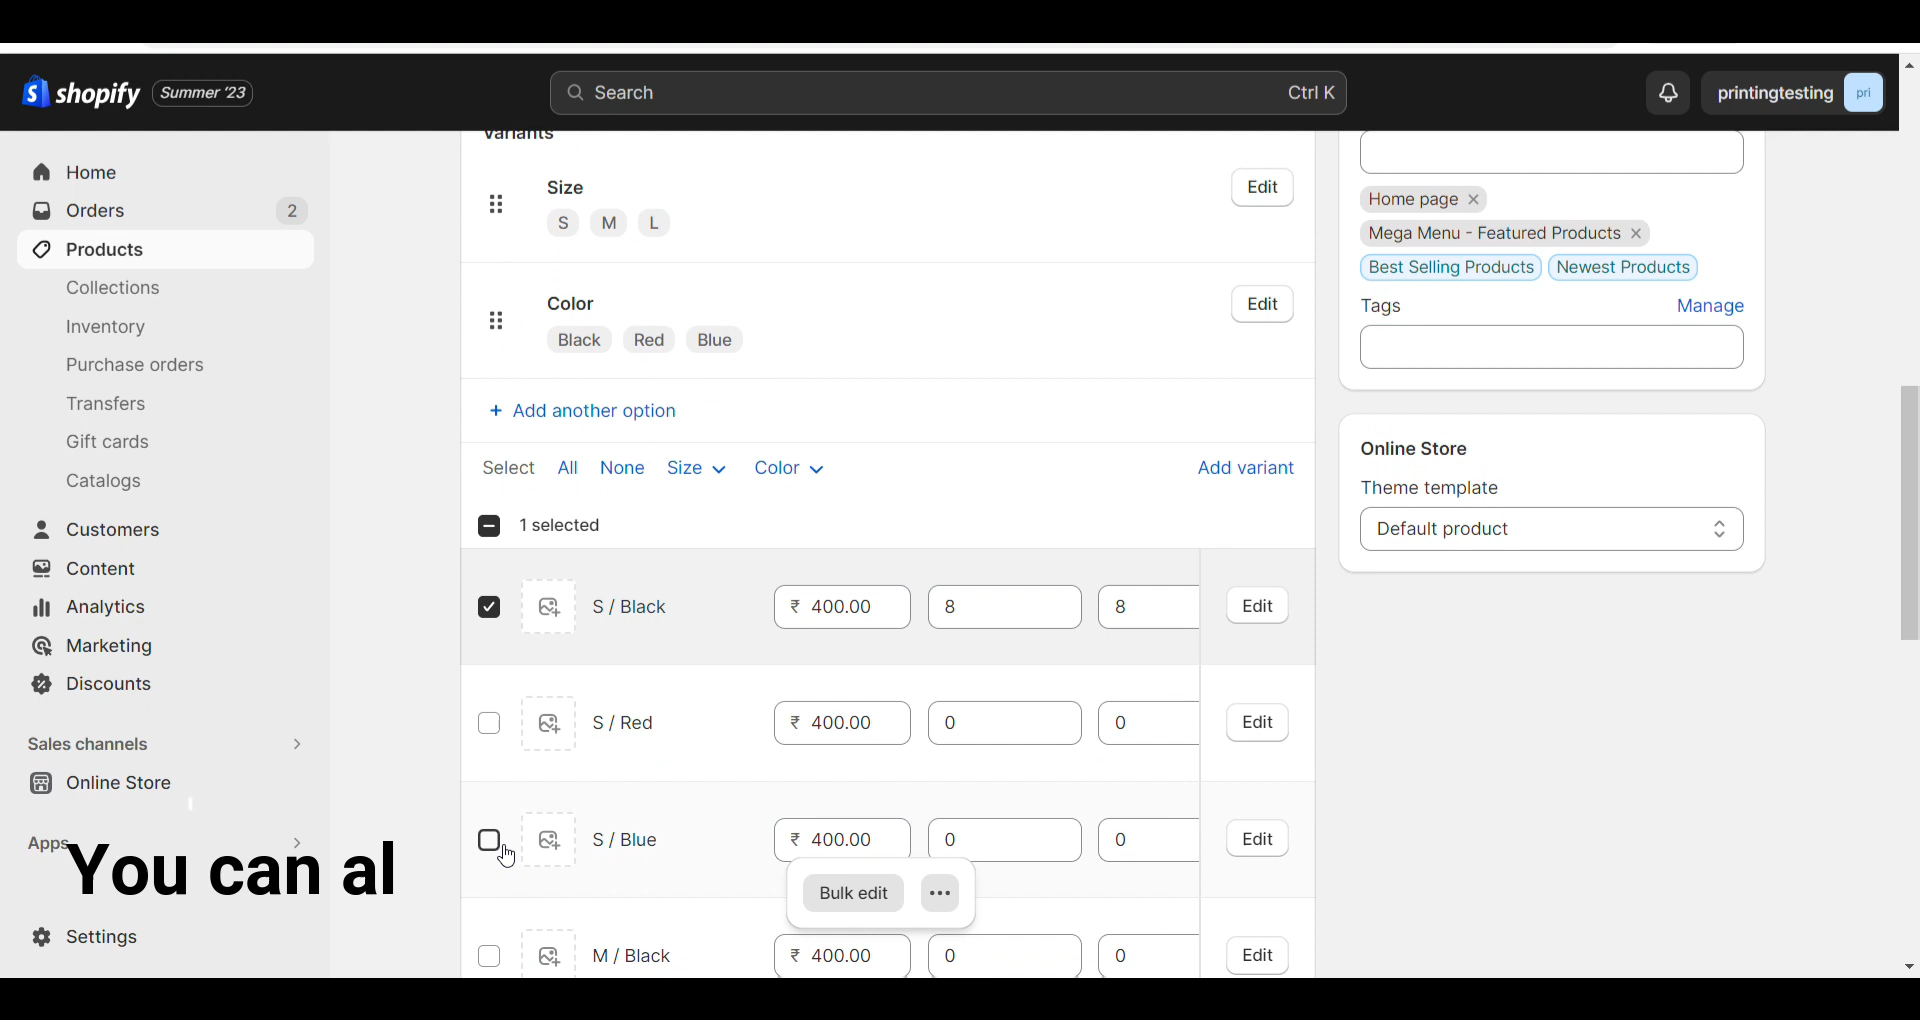 shopify Summer '23 Search Ctrl K printingtesting pri
Home
Orders 2
Products
Collections
Inventory
Purchase orders
Transfers
Gift cards
Catalogs
Customers
Content
Analytics
Marketing
Discounts
Sales channels
Online Store
Apps
You can al
Settings
Variants
Size Edit
S M L
Color Edit
Black Red Blue
+ Add another option
Select All None Size Color Add variant
1 selected
S / Black ₹ 400.00 8 8 Edit
S / Red ₹ 400.00 0 0 Edit
S / Blue ₹ 400.00 0 0 Edit
Bulk edit
M / Black ₹ 400.00 0 0 Edit
Home page
Mega Menu - Featured Products
Best Selling Products Newest Products
Tags Manage
Online Store
Theme template
Default product